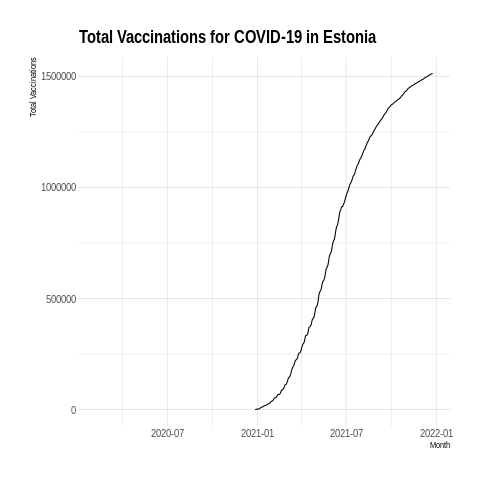 Total Vaccinations for COVID-19 in Estonia
Total Vaccinations
1500000
1000000
500000
0
2020-07 2021-01 2021-07 2022-01
Month